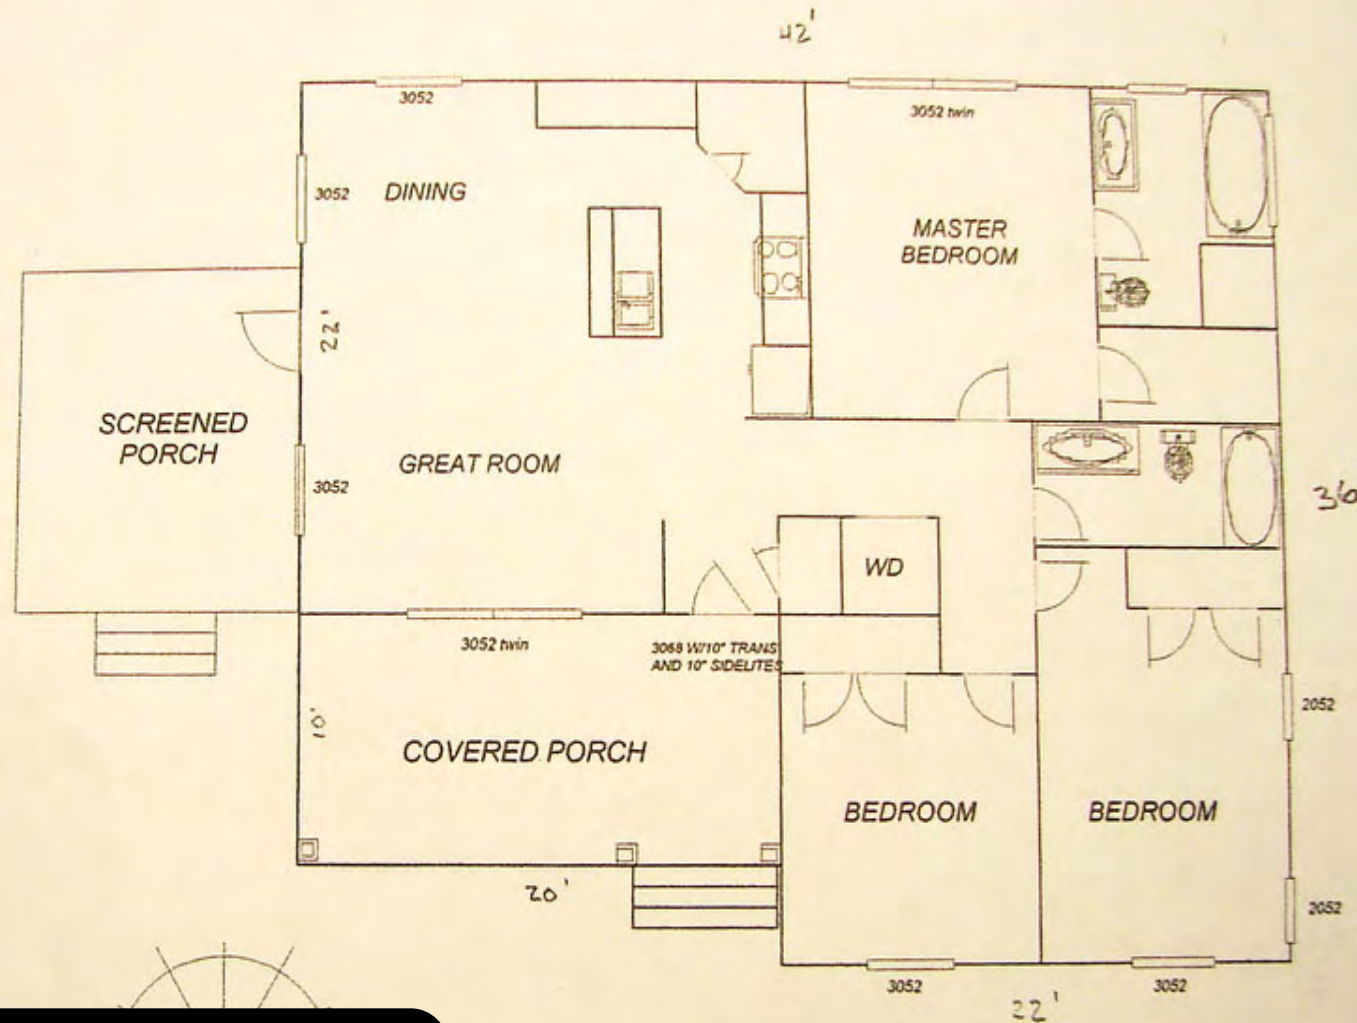 42'
3052
3052 twin
3052
DINING
MASTER
BEDROOM
22'
SCREENED
PORCH
GREAT ROOM
3052
36
WD
3052 twin
3068 W/10" TRANS
AND 10" SIDELITES
2052
10'
COVERED PORCH
BEDROOM
BEDROOM
20'
2052
3052
3052
22'